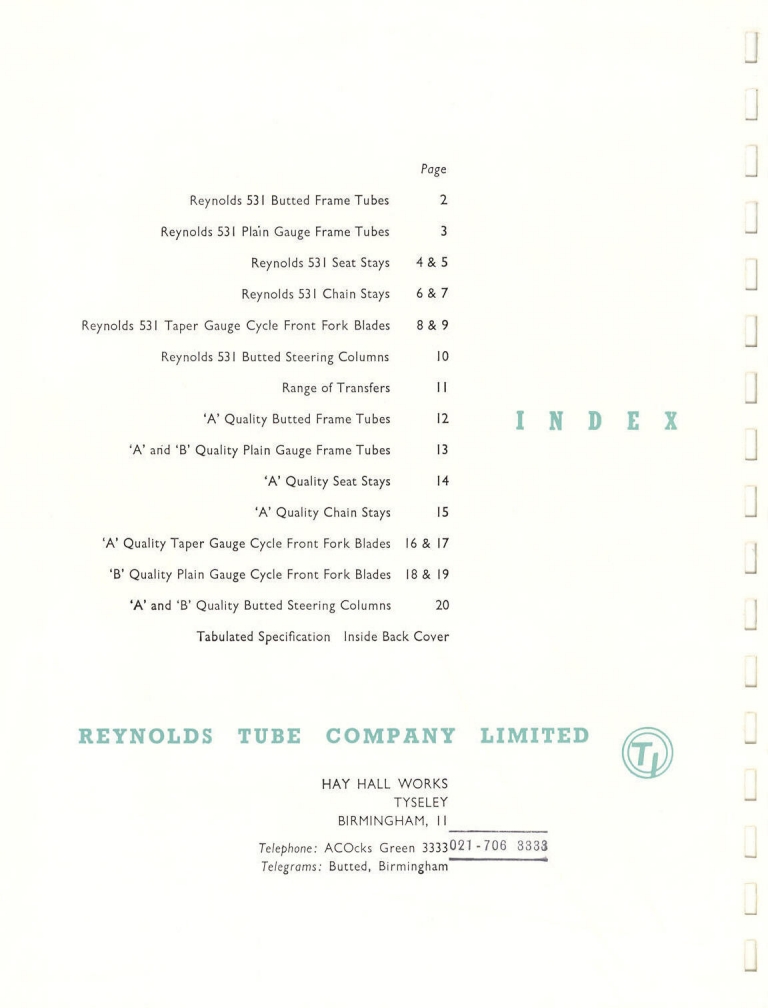 Page
Reynolds 531 Butted Frame Tubes 2
Reynolds 531 Plain Gauge Frame Tubes 3
Reynolds 531 Seat Stays 4 & 5
Reynolds 531 Chain Stays 6 & 7
Reynolds 531 Taper Gauge Cycle Front Fork Blades 8 & 9
Reynolds 531 Butted Steering Columns 10
Range of Transfers 11
'A' Quality Butted Frame Tubes 12
INDEX
'A' and 'B' Quality Plain Gauge Frame Tubes 13
'A' Quality Seat Stays 14
'A' Quality Chain Stays 15
'A' Quality Taper Gauge Cycle Front Fork Blades 16 & 17
'B' Quality Plain Gauge Cycle Front Fork Blades 18 & 19
'A' and 'B' Quality Butted Steering Columns 20
Tabulated Specification Inside Back Cover
REYNOLDS TUBE COMPANY LIMITED TI
HAY HALL WORKS
TYSELEY
BIRMINGHAM, 11
Telephone: ACOcks Green 3333 021-706 3333
Telegrams: Butted, Birmingham